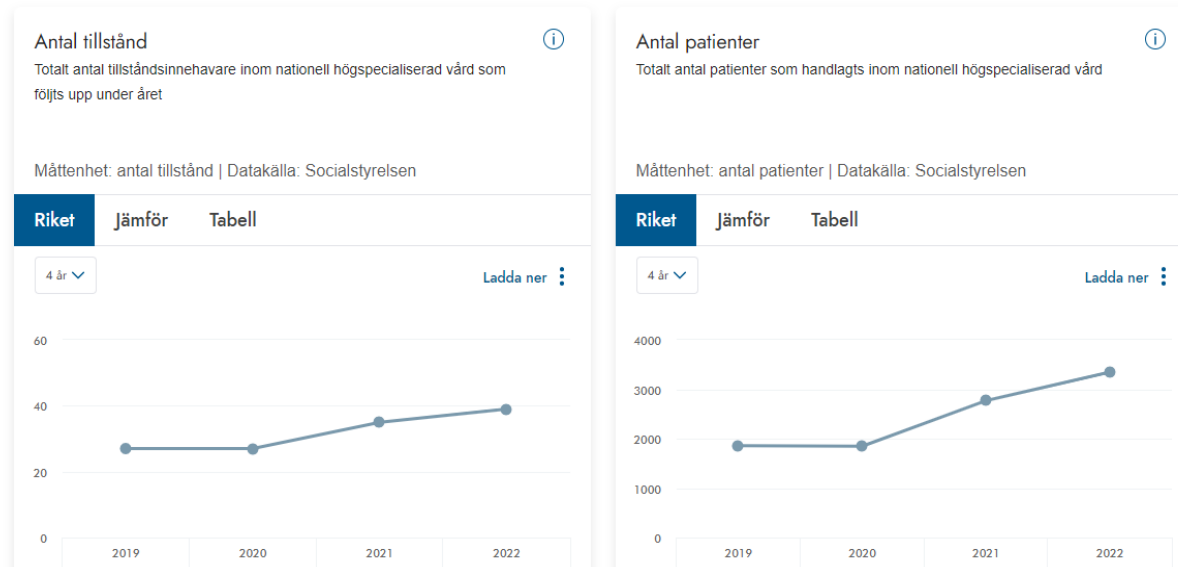 Antal tillstånd
Totalt antal tillståndsinnehavare inom nationell högspecialiserad vård som
följts upp under året
Måttenhet: antal tillstånd | Datakälla: Socialstyrelsen
Riket Jämför Tabell
4 år
Ladda ner
60
40
20
0
2019 2020 2021 2022
Antal patienter
Totalt antal patienter som handlagts inom nationell högspecialiserad vård
Måttenhet: antal patienter | Datakälla: Socialstyrelsen
Riket Jämför Tabell
4 år
Ladda ner
4000
3000
2000
1000
0
2019 2020 2021 2022